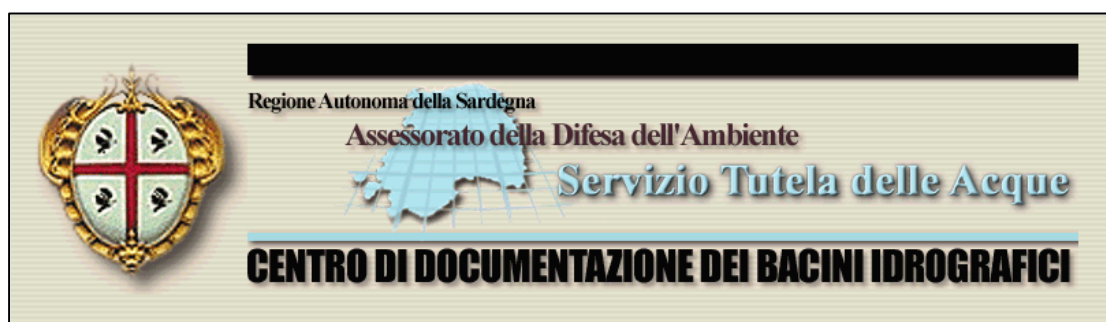 Regione Autonoma della Sardegna
Assessorato della Difesa dell'Ambiente
Servizio Tutela delle Acque
CENTRO DI DOCUMENTAZIONE DEI BACINI IDROGRAFICI